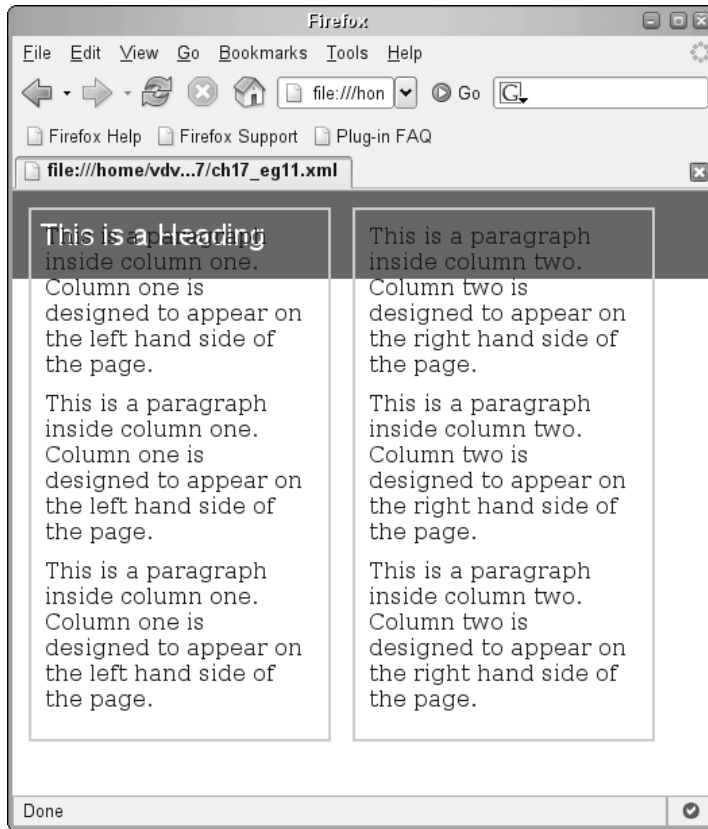 Firefox
File Edit View Go Bookmarks Tools Help
file:///hon Go G
Firefox Help Firefox Support Plug-in FAQ
file:///home/vdv...7/ch17_eg11.xml
This is a Heading
This is a paragraph
inside column one.
Column one is
designed to appear on
the left hand side of
the page.
This is a paragraph
inside column one.
Column one is
designed to appear on
the left hand side of
the page.
This is a paragraph
inside column one.
Column one is
designed to appear on
the left hand side of
the page.
This is a paragraph
inside column two.
Column two is
designed to appear on
the right hand side of
the page.
This is a paragraph
inside column two.
Column two is
designed to appear on
the right hand side of
the page.
This is a paragraph
inside column two.
Column two is
designed to appear on
the right hand side of
the page.
Done